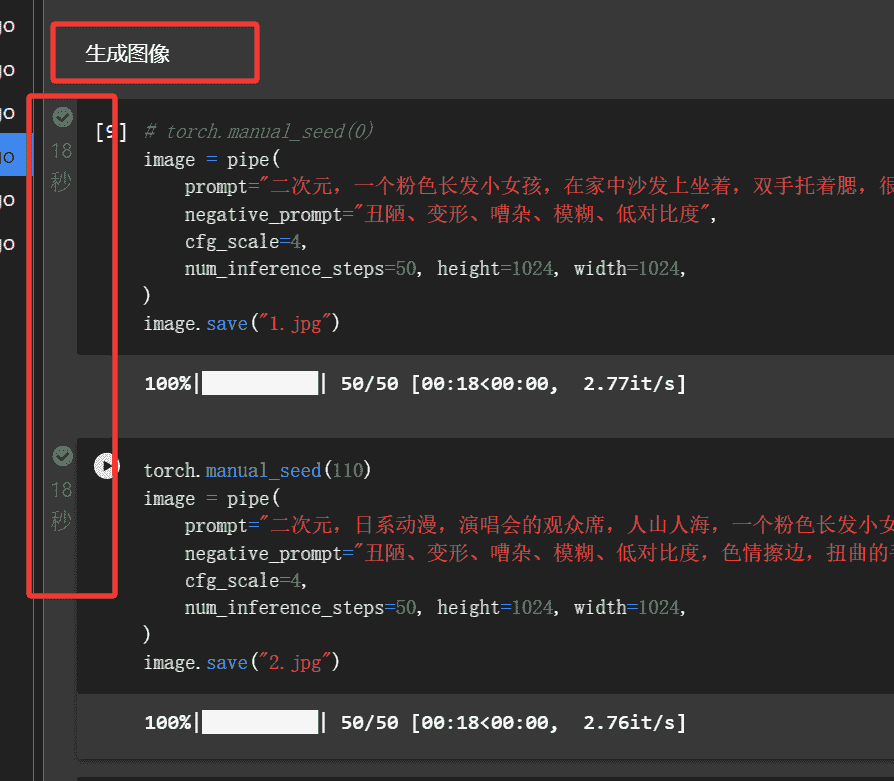 go
go
go
go
go
go
生成图像
18
秒
[9] # torch.manual_seed(0)
image = pipe(
prompt="二次元，一个粉色长发小女孩，在家中沙发上坐着，双手托着腮，很
negative_prompt="丑陋、变形、嘈杂、模糊、低对比度",
cfg_scale=4,
num_inference_steps=50, height=1024, width=1024,
)
image.save("1.jpg")
100%| | 50/50 [00:18<00:00, 2.77it/s]
18
秒
torch.manual_seed(110)
image = pipe(
prompt="二次元，日系动漫，演唱会的观众席，人山人海，一个粉色长发小女
negative_prompt="丑陋、变形、嘈杂、模糊、低对比度，色情擦边，扭曲的
cfg_scale=4,
num_inference_steps=50, height=1024, width=1024,
)
image.save("2.jpg")
100%| | 50/50 [00:18<00:00, 2.76it/s]